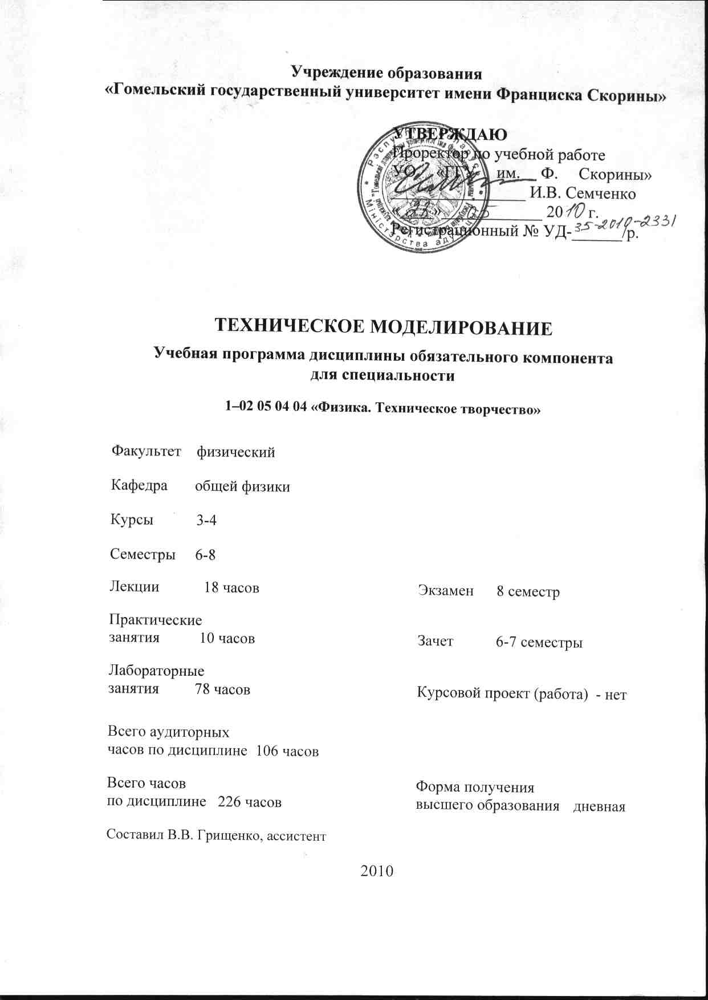 Учреждение образования
«Гомельский государственный университет имени Франциска Скорины»
УТВЕРЖДАЮ
Проректор по учебной работе
УО «ГГУ им. Ф. Скорины»
И.В. Семченко
2010 г.
Регистрационный № УД-35-2010-2331/р.
Рэспубліка Беларусь
Міністэрства адукацыі
ТЕХНИЧЕСКОЕ МОДЕЛИРОВАНИЕ
Учебная программа дисциплины обязательного компонента
для специальности
1–02 05 04 04 «Физика. Техническое творчество»
Факультет физический
Кафедра общей физики
Курсы 3-4
Семестры 6-8
Лекции 18 часов
Экзамен 8 семестр
Практические
занятия 10 часов
Зачет 6-7 семестры
Лабораторные
занятия 78 часов
Курсовой проект (работа) - нет
Всего аудиторных
часов по дисциплине 106 часов
Всего часов
по дисциплине 226 часов
Форма получения
высшего образования дневная
Составил В.В. Грищенко, ассистент
2010